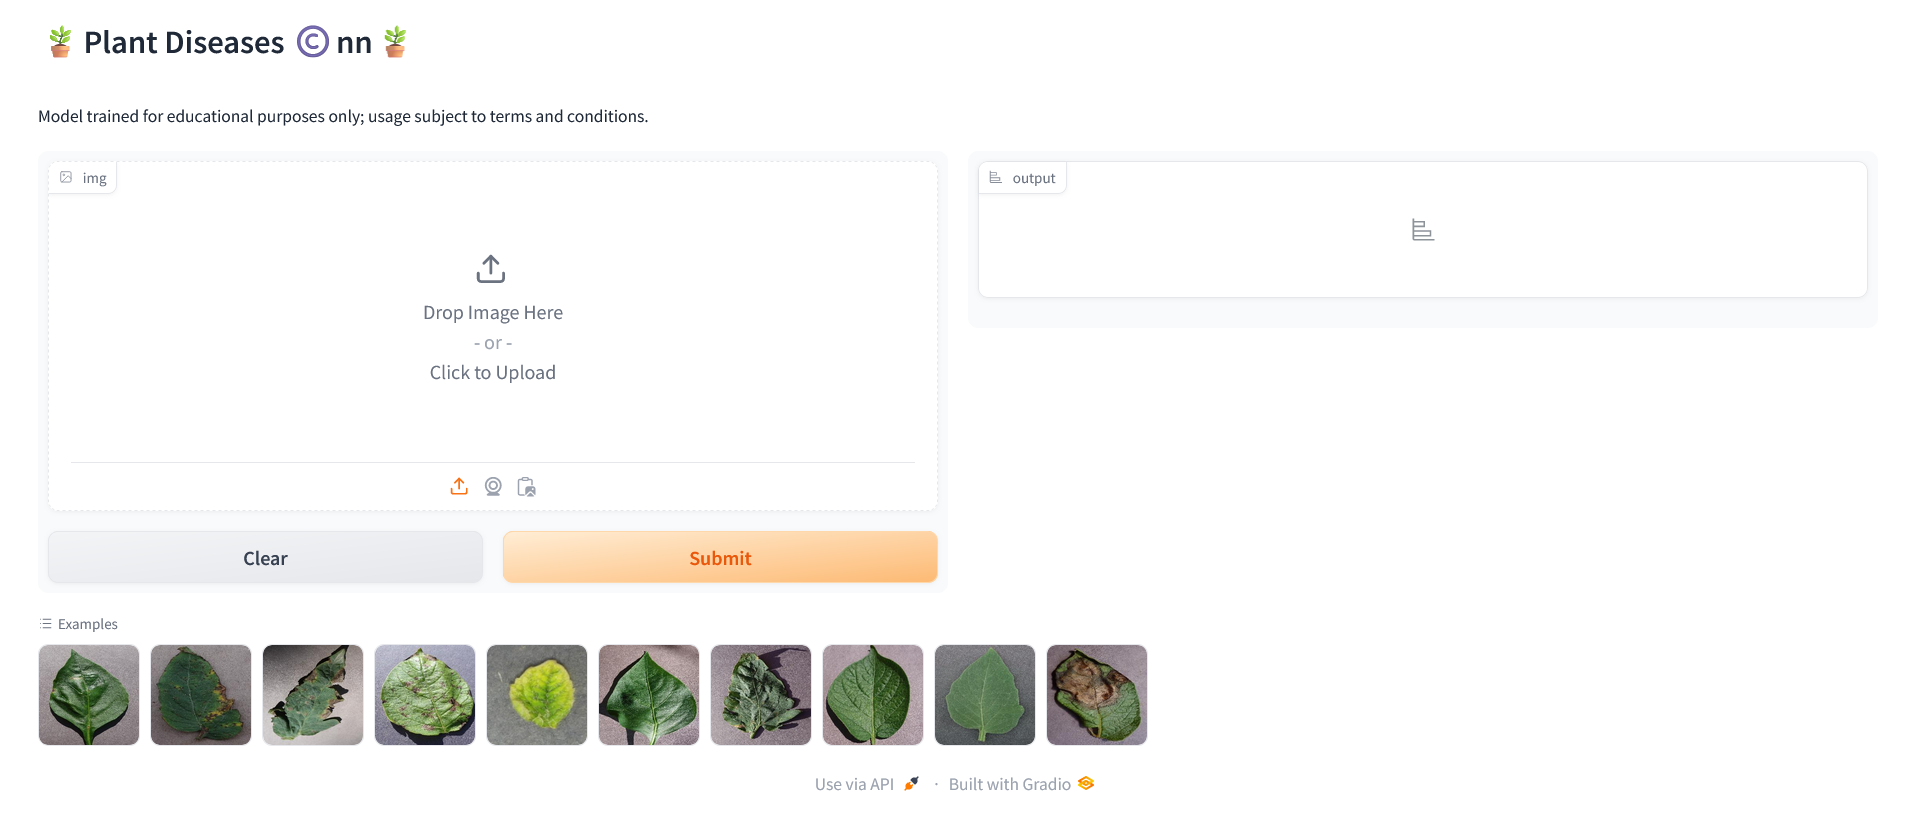 🪴 Plant Diseases ©️nn 🪴
Model trained for educational purposes only; usage subject to terms and conditions.
img
output
Drop Image Here
- or -
Click to Upload
Clear
Submit
Examples
Use via API 🚀 · Built with Gradio